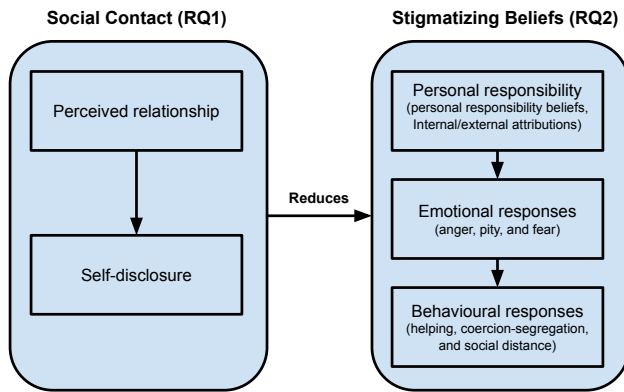 Social Contact (RQ1)
Perceived relationship
Self-disclosure
Reduces
Stigmatizing Beliefs (RQ2)
Personal responsibility
(personal responsibility beliefs,
Internal/external attributions)
Emotional responses
(anger, pity, and fear)
Behavioural responses
(helping, coercion-segregation,
and social distance)